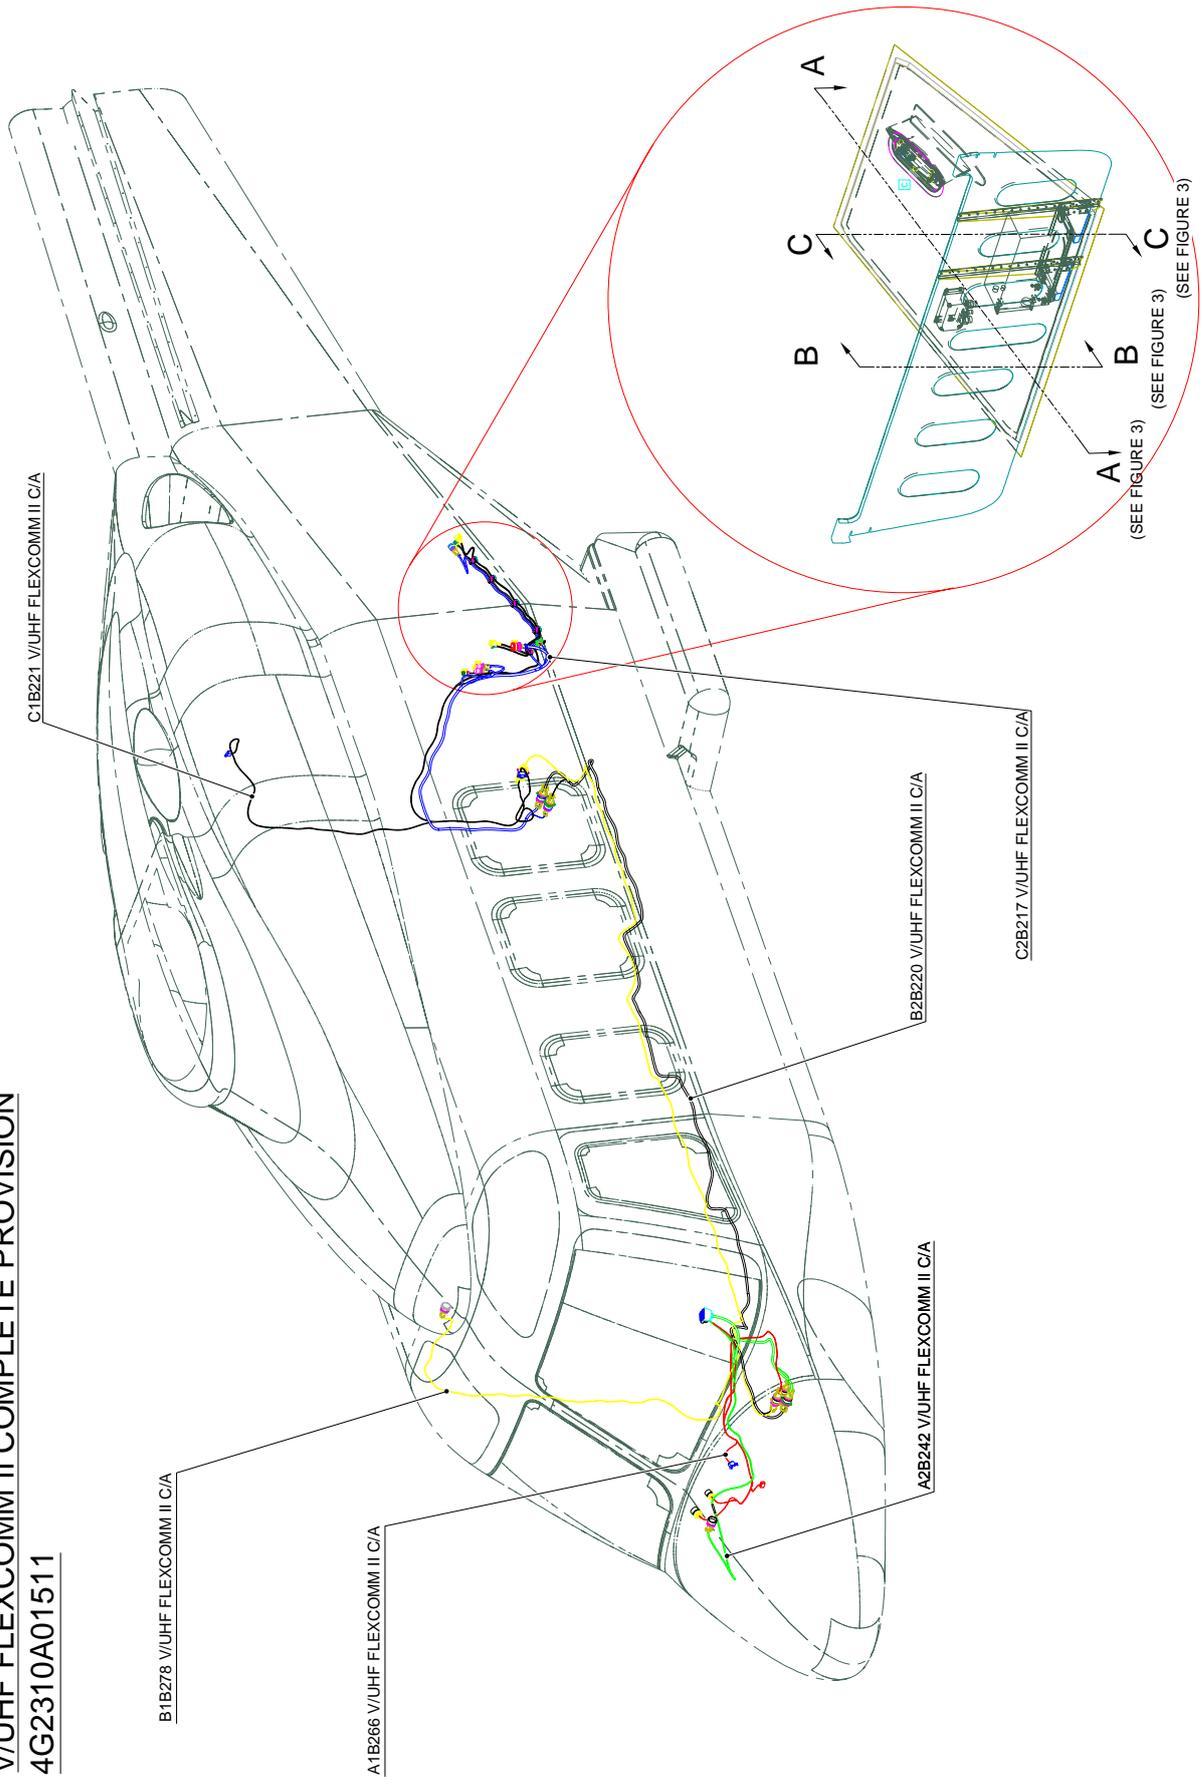 V/UHF FLEXCOMM II COMPLETE PROVISION
4G2310A01511
B1B278 V/UHF FLEXCOMM II C/A
A1B266 V/UHF FLEXCOMM II C/A
C1B221 V/UHF FLEXCOMM II C/A
A2B242 V/UHF FLEXCOMM II C/A
B2B220 V/UHF FLEXCOMM II C/A
C2B217 V/UHF FLEXCOMM II C/A
A
C
B
C
A
(SEE FIGURE 3)
B
(SEE FIGURE 3)
C
(SEE FIGURE 3)